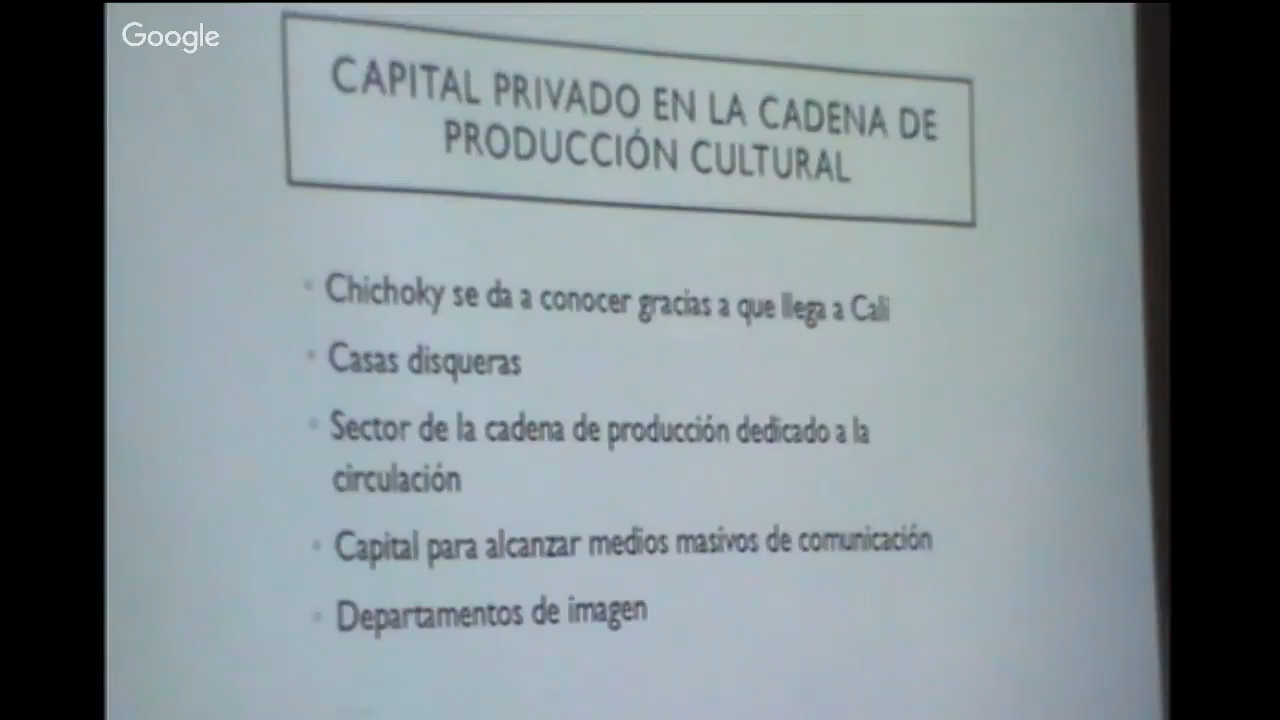 Google
CAPITAL PRIVADO EN LA CADENA DE
PRODUCCIÓN CULTURAL
• Chichoky se da a conocer gracias a que llega a Cali
• Casas disqueras
• Sector de la cadena de producción dedicado a la
circulación
• Capital para alcanzar medios masivos de comunicación
• Departamentos de imagen